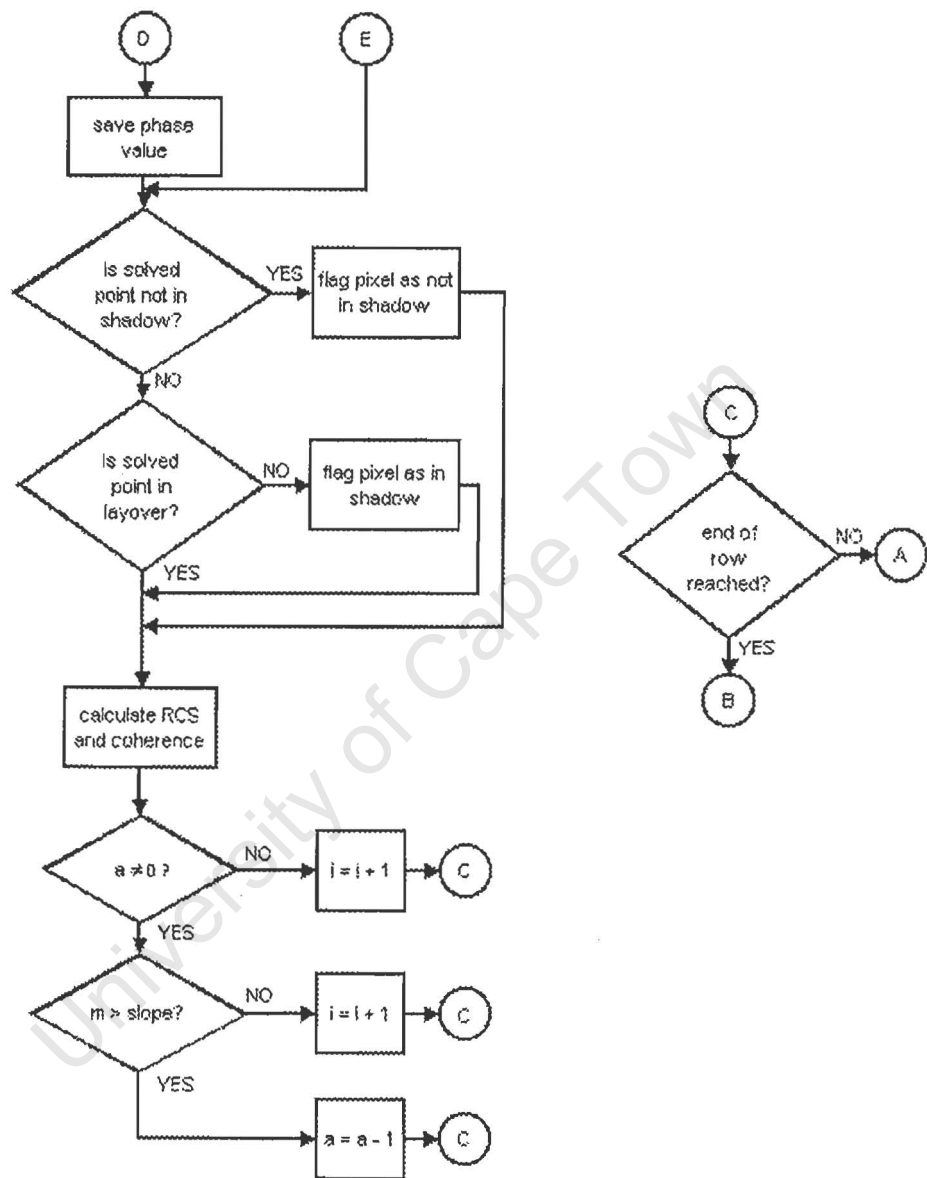 D
E
save phase
value
Is solved
point not in
shadow?
YES
flag pixel as not
in shadow
NO
Is solved
point in
layover?
NO
flag pixel as in
shadow
YES
calculate RCS
and coherence
a ≠ 0 ?
NO
i = i + 1
C
YES
m > slope?
NO
i = i + 1
C
YES
a = a - 1
C
C
end of
row
reached?
NO
A
YES
B
University of Cape Town